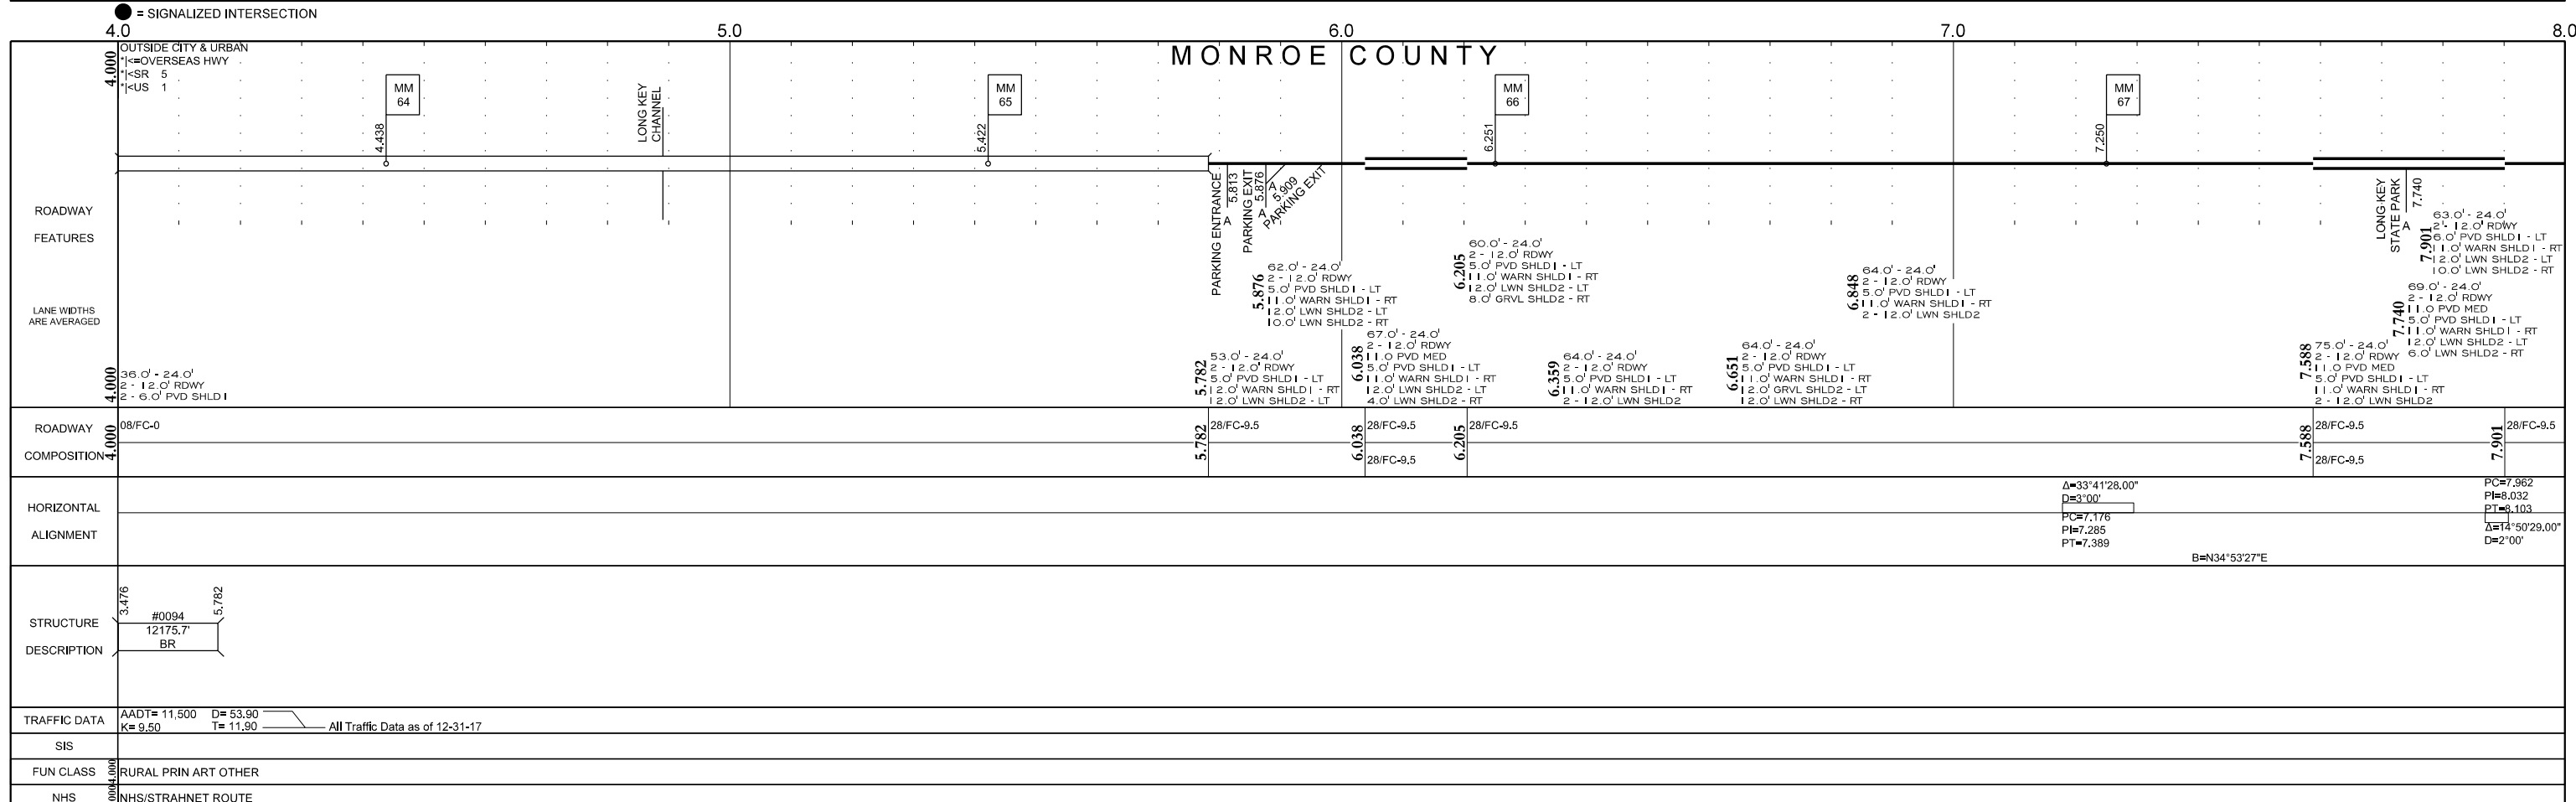 = SIGNALIZED INTERSECTION
4.0 5.0 6.0 7.0 8.0
MONROE COUNTY
4.000
OUTSIDE CITY & URBAN
*|<=OVERSEAS HWY
*|<SR 5
*|<US 1
MM
64
4.438
LONG KEY
CHANNEL
MM
65
5.422
MM
66
6.251
MM
67
7.250
ROADWAY
FEATURES
LANE WIDTHS
ARE AVERAGED
PARKING ENTRANCE
5.813
A
PARKING EXIT
5.876
A
A
5.909
PARKING EXIT
LONG KEY
STATE PARK
7.740
A
4.000
36.0' - 24.0'
2 - 12.0' RDWY
2 - 6.0' PVD SHLD1
5.782
53.0' - 24.0'
2 - 12.0' RDWY
5.0' PVD SHLD1 - LT
12.0' WARN SHLD1 - RT
12.0' LWN SHLD2 - LT
5.876
62.0' - 24.0'
2 - 12.0' RDWY
5.0' PVD SHLD1 - LT
11.0' WARN SHLD1 - RT
12.0' LWN SHLD2 - LT
10.0' LWN SHLD2 - RT
6.038
67.0' - 24.0'
2 - 12.0' RDWY
11.0 PVD MED
5.0' PVD SHLD1 - LT
11.0' WARN SHLD1 - RT
12.0' LWN SHLD2 - LT
4.0' LWN SHLD2 - RT
6.205
60.0' - 24.0'
2 - 12.0' RDWY
5.0' PVD SHLD1 - LT
11.0' WARN SHLD1 - RT
12.0' LWN SHLD2 - LT
8.0' GRVL SHLD2 - RT
6.359
64.0' - 24.0'
2 - 12.0' RDWY
5.0' PVD SHLD1 - LT
11.0' WARN SHLD1 - RT
2 - 12.0' LWN SHLD2
6.651
64.0' - 24.0'
2 - 12.0' RDWY
5.0' PVD SHLD1 - LT
11.0' WARN SHLD1 - RT
12.0' GRVL SHLD2 - LT
12.0' LWN SHLD2 - RT
6.848
64.0' - 24.0'
2 - 12.0' RDWY
5.0' PVD SHLD1 - LT
11.0' WARN SHLD1 - RT
2 - 12.0' LWN SHLD2
7.588
75.0' - 24.0'
2 - 12.0' RDWY
11.0 PVD MED
5.0' PVD SHLD1 - LT
11.0' WARN SHLD1 - RT
2 - 12.0' LWN SHLD2
7.740
69.0' - 24.0'
2 - 12.0' RDWY
11.0 PVD MED
5.0' PVD SHLD1 - LT
11.0' WARN SHLD1 - RT
12.0' LWN SHLD2 - LT
6.0' LWN SHLD2 - RT
7.901
63.0' - 24.0'
2 - 12.0' RDWY
6.0' PVD SHLD1 - LT
11.0' WARN SHLD1 - RT
12.0' LWN SHLD2 - LT
10.0' LWN SHLD2 - RT
ROADWAY
COMPOSITION
4.000
08/FC-0
5.782
28/FC-9.5
6.038
28/FC-9.5
28/FC-9.5
6.205
28/FC-9.5
7.588
28/FC-9.5
28/FC-9.5
7.901
28/FC-9.5
HORIZONTAL
ALIGNMENT
Δ=33°41'28.00"
D=3°00'
PC=7.176
PI=7.285
PT=7.389
B=N34°53'27"E
PC=7.962
PI=8.032
PT=8.103
Δ=14°50'29.00"
D=2°00'
STRUCTURE
DESCRIPTION
3.476
5.782
#0094
12175.7'
BR
TRAFFIC DATA
AADT= 11,500 D= 53.90
K= 9.50 T= 11.90
All Traffic Data as of 12-31-17
SIS
FUN CLASS
4.000
RURAL PRIN ART OTHER
NHS
NHS/STRAHNET ROUTE